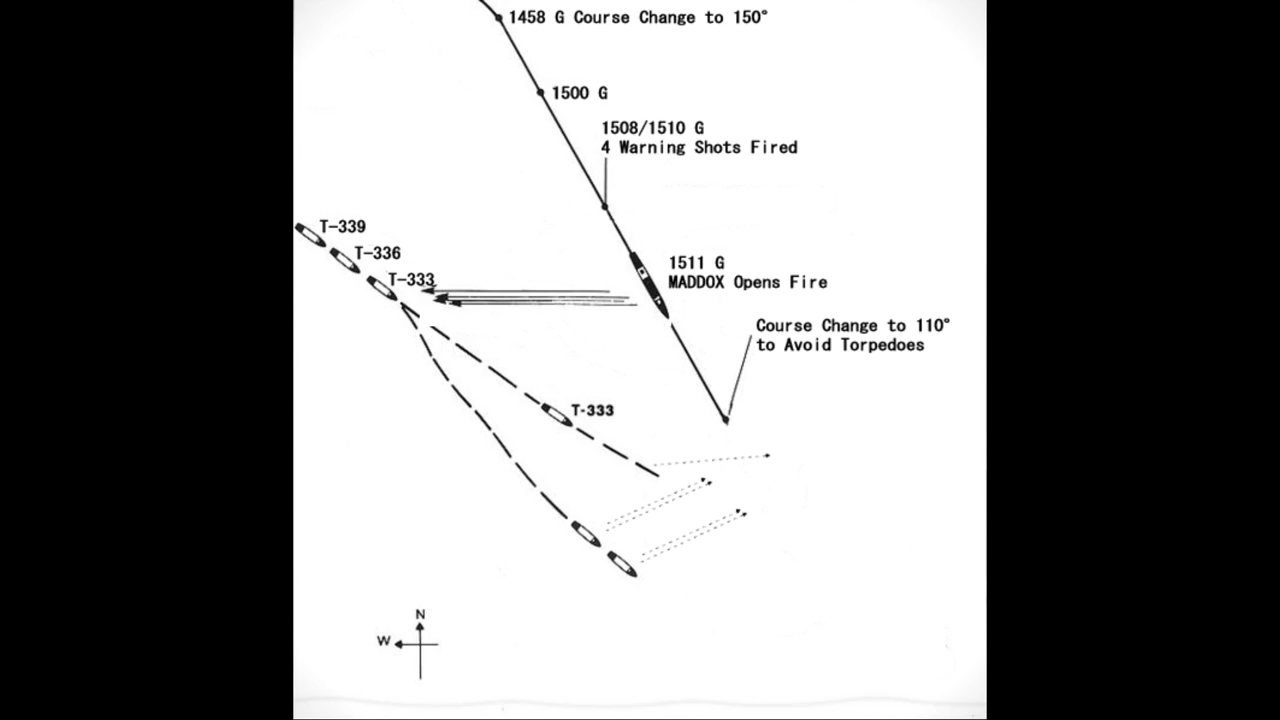 1458 G Course Change to 150°
1500 G
1508/1510 G
4 Warning Shots Fired
T-339
T-336
T-333
1511 G
MADDOX Opens Fire
Course Change to 110°
to Avoid Torpedoes
T-333
N
W